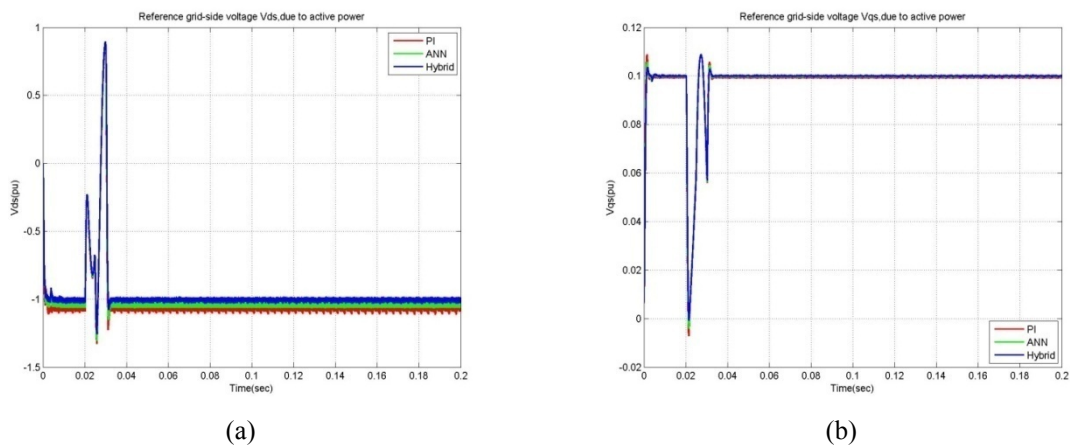 Reference grid-side voltage Vds,due to active power
1
0.5
0
-0.5
-1
-1.5
Vds(pu)
0 0.02 0.04 0.06 0.08 0.1 0.12 0.14 0.16 0.18 0.2
Time(sec)
PI
ANN
Hybrid
(a)
Reference grid-side voltage Vqs,due to active power
0.12
0.1
0.08
0.06
0.04
0.02
0
-0.02
Vqs(pu)
0 0.02 0.04 0.06 0.08 0.1 0.12 0.14 0.16 0.18 0.2
Time(sec)
PI
ANN
Hybrid
(b)